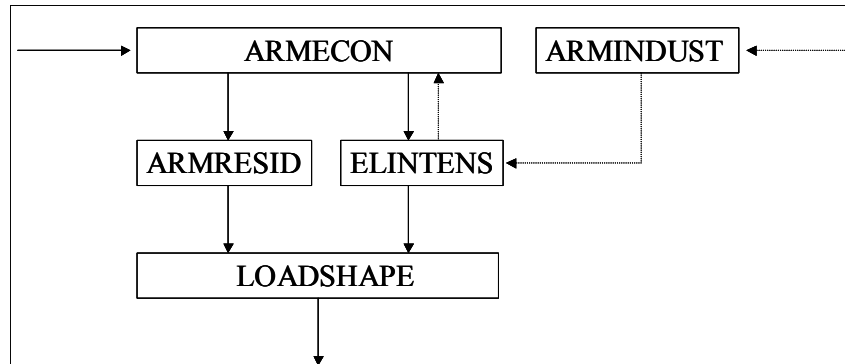 ARMECON
ARMINDUST
ARMRESID
ELINTENS
LOADSHAPE